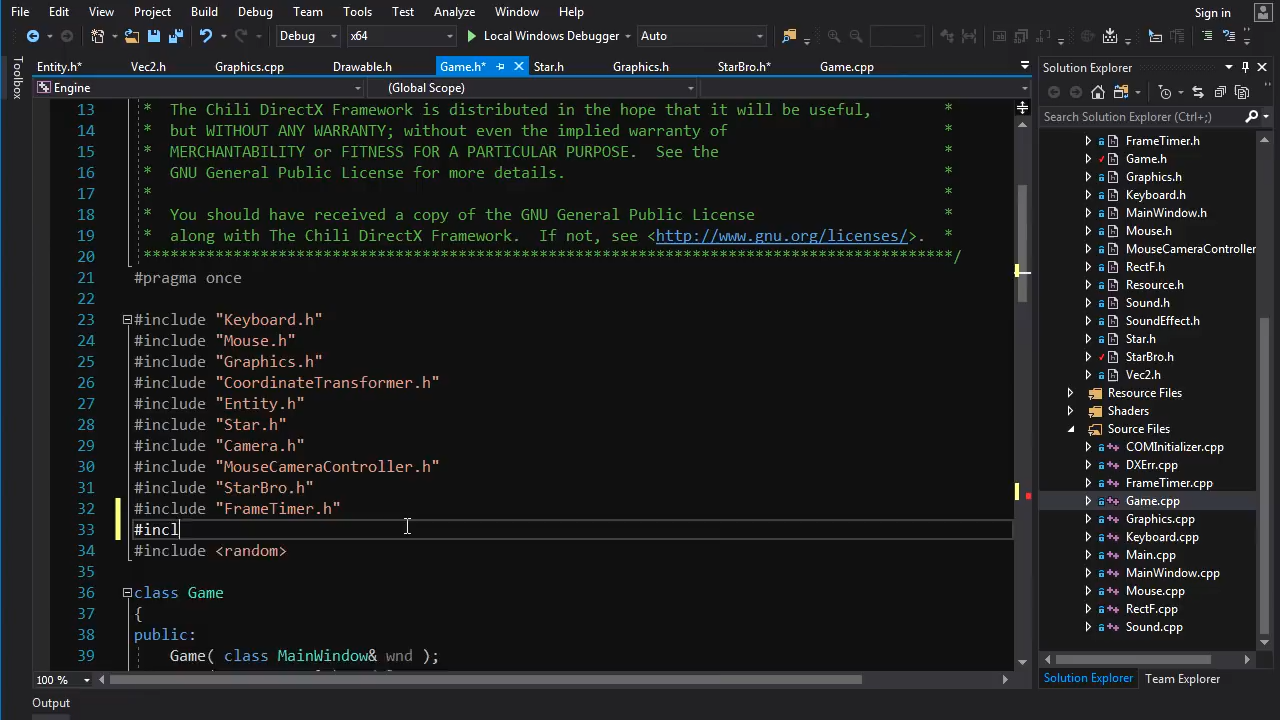 File Edit View Project Build Debug Team Tools Test Analyze Window Help Sign in
Debug x64 Local Windows Debugger Auto
Toolbox
Entity.h* Vec2.h Graphics.cpp Drawable.h Game.h* Star.h Graphics.h StarBro.h* Game.cpp
Engine (Global Scope)
13 * The Chili DirectX Framework is distributed in the hope that it will be useful, *
14 * but WITHOUT ANY WARRANTY; without even the implied warranty of *
15 * MERCHANTABILITY or FITNESS FOR A PARTICULAR PURPOSE. See the *
16 * GNU General Public License for more details. *
17 * *
18 * You should have received a copy of the GNU General Public License *
19 * along with The Chili DirectX Framework. If not, see <http://www.gnu.org/licenses/>. *
20 ******************************************************************************************/
21 #pragma once
22
23 #include "Keyboard.h"
24 #include "Mouse.h"
25 #include "Graphics.h"
26 #include "CoordinateTransformer.h"
27 #include "Entity.h"
28 #include "Star.h"
29 #include "Camera.h"
30 #include "MouseCameraController.h"
31 #include "StarBro.h"
32 #include "FrameTimer.h"
33 #incl
34 #include <random>
35
36 class Game
37 {
38 public:
39 Game( class MainWindow& wnd );
100 %
Output
Solution Explorer
Search Solution Explorer (Ctrl+;)
FrameTimer.h
Game.h
Graphics.h
Keyboard.h
MainWindow.h
Mouse.h
MouseCameraController
RectF.h
Resource.h
Sound.h
SoundEffect.h
Star.h
StarBro.h
Vec2.h
Resource Files
Shaders
Source Files
COMInitializer.cpp
DXErr.cpp
FrameTimer.cpp
Game.cpp
Graphics.cpp
Keyboard.cpp
Main.cpp
MainWindow.cpp
Mouse.cpp
RectF.cpp
Sound.cpp
Solution Explorer Team Explorer